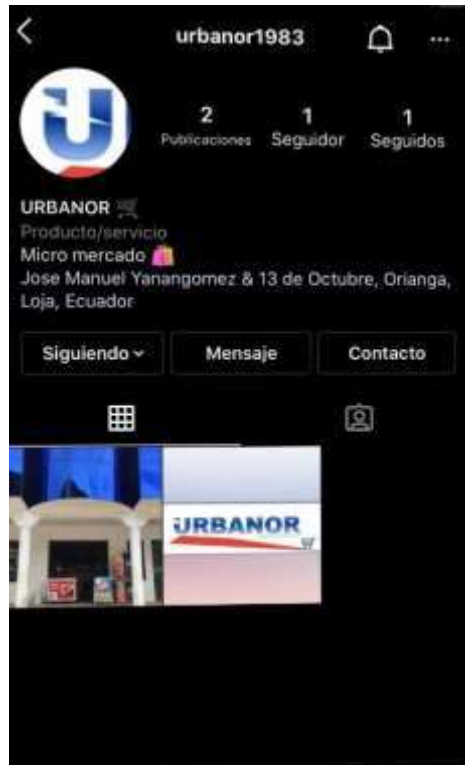 urbanor1983
2 1 1
Publicaciones Seguidor Seguidos
URBANOR
Producto/servicio
Micro mercado
Jose Manuel Yanangomez & 13 de Octubre, Orianga,
Loja, Ecuador
Siguiendo Mensaje Contacto
URBANOR